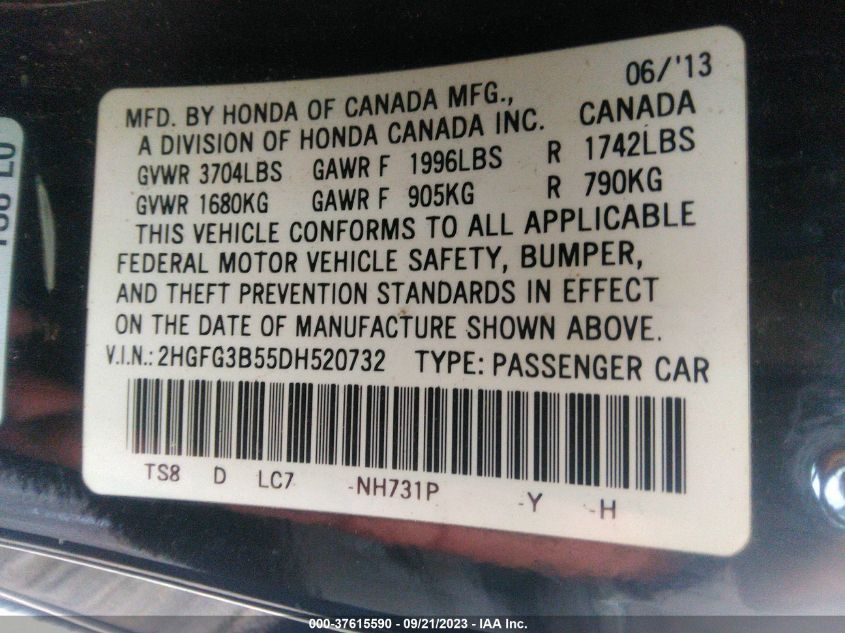 06/'13
MFD. BY HONDA OF CANADA MFG.,
A DIVISION OF HONDA CANADA INC. CANADA
GVWR 3704LBS GAWR F 1996LBS R 1742LBS
GVWR 1680KG GAWR F 905KG R 790KG
THIS VEHICLE CONFORMS TO ALL APPLICABLE
FEDERAL MOTOR VEHICLE SAFETY, BUMPER,
AND THEFT PREVENTION STANDARDS IN EFFECT
ON THE DATE OF MANUFACTURE SHOWN ABOVE.
V.I.N.: 2HGFG3B55DH520732 TYPE: PASSENGER CAR
TS8 D LC7 -NH731P -Y -H
000-37615590 - 09/21/2023 - IAA Inc.